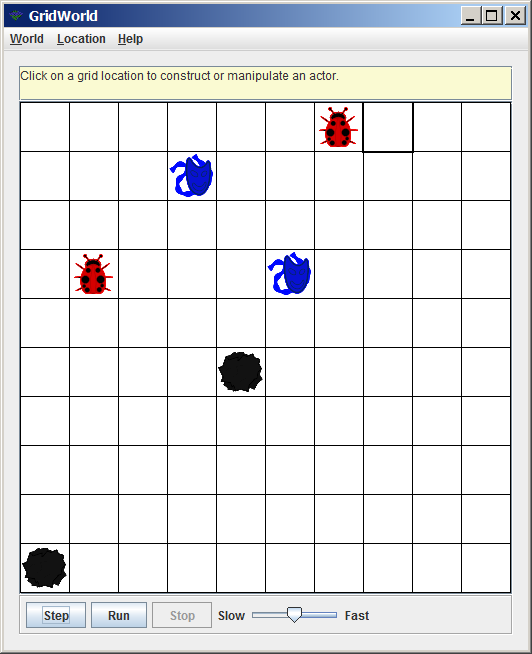 GridWorld
World Location Help
Click on a grid location to construct or manipulate an actor.
Step Run Stop Slow Fast